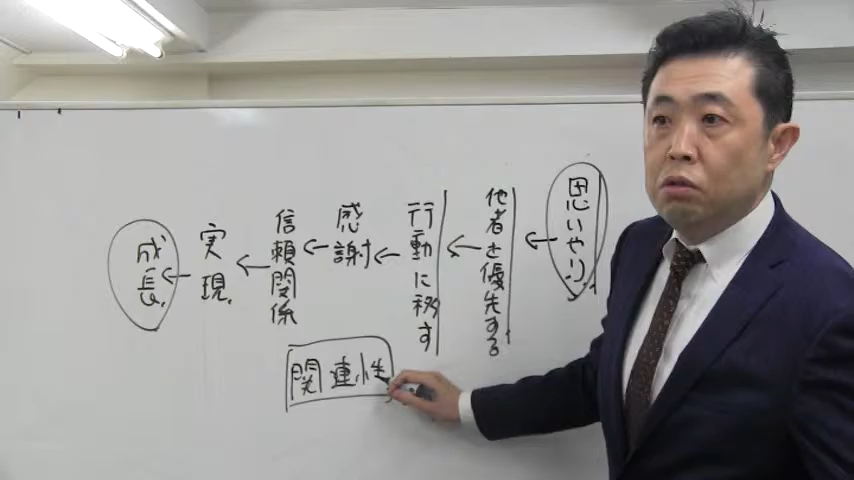 思いやり
他者を優先する
行動に移す
感謝
信頼関係
実現
成長
関連性